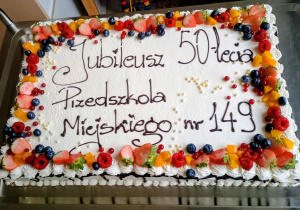 Jubileusz 50-lecia
Przedszkola
Miejskiego nr 149